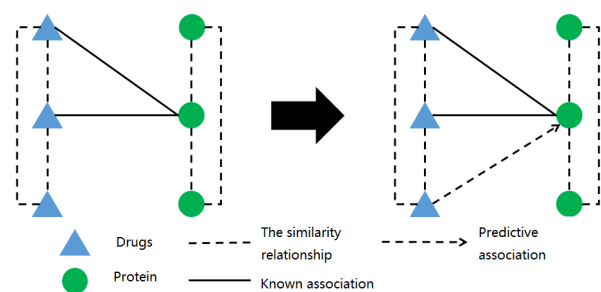 Drugs
The similarity
relationship
Predictive
association
Protein
Known association